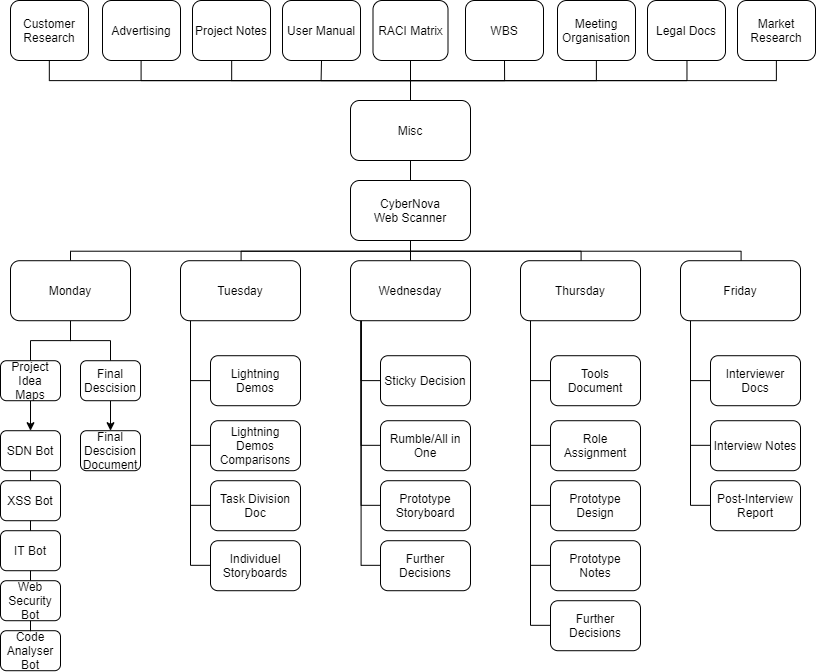 Customer
Research
Advertising
Project Notes
User Manual
RACI Matrix
WBS
Meeting
Organisation
Legal Docs
Market
Research
Misc
CyberNova
Web Scanner
Monday
Tuesday
Wednesday
Thursday
Friday
Project
Idea
Maps
Final
Descision
SDN Bot
Final
Descision
Document
XSS Bot
IT Bot
Web
Security
Bot
Code
Analyser
Bot
Lightning
Demos
Lightning
Demos
Comparisons
Task Division
Doc
Individuel
Storyboards
Sticky Decision
Rumble/All in
One
Prototype
Storyboard
Further
Decisions
Tools
Document
Role
Assignment
Prototype
Design
Prototype
Notes
Further
Decisions
Interviewer
Docs
Interview Notes
Post-Interview
Report